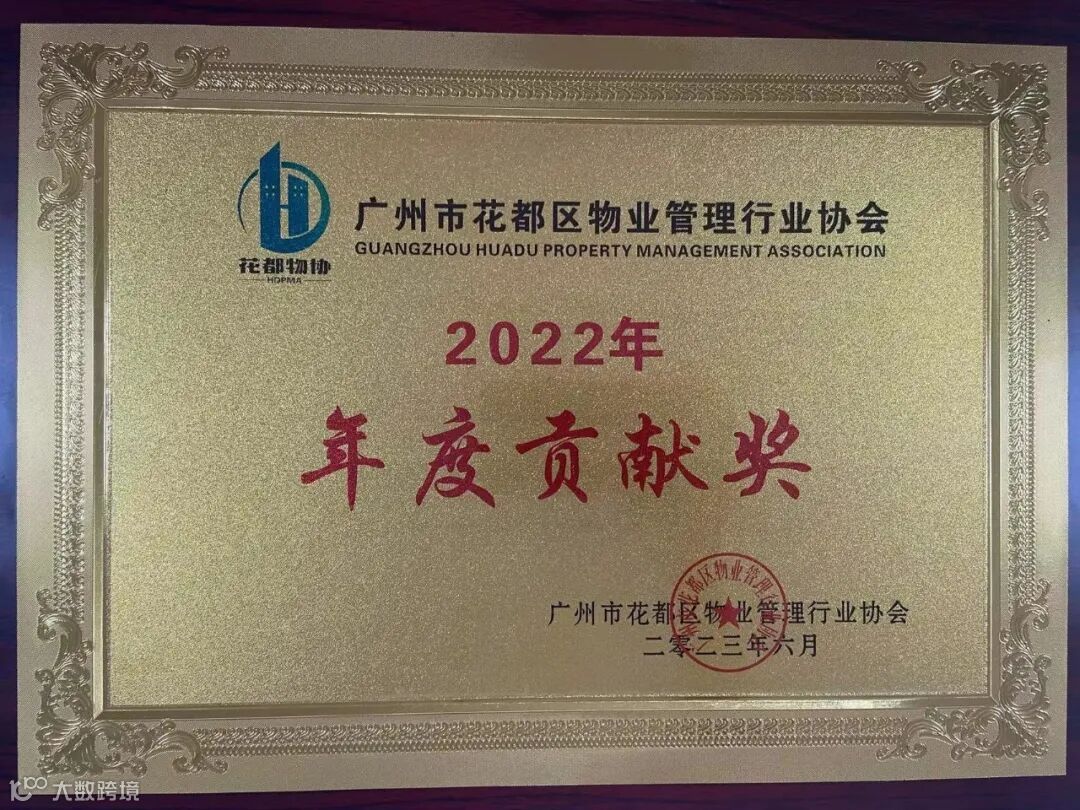 广州市花都区物业管理行业协会
GUANGZHOU HUADU PROPERTY MANAGEMENT ASSOCIATION
花都物协
HDPMA
2022年
年度贡献奖
广州市花都区物业管理行业协会
二零二三年六月
大数跨境